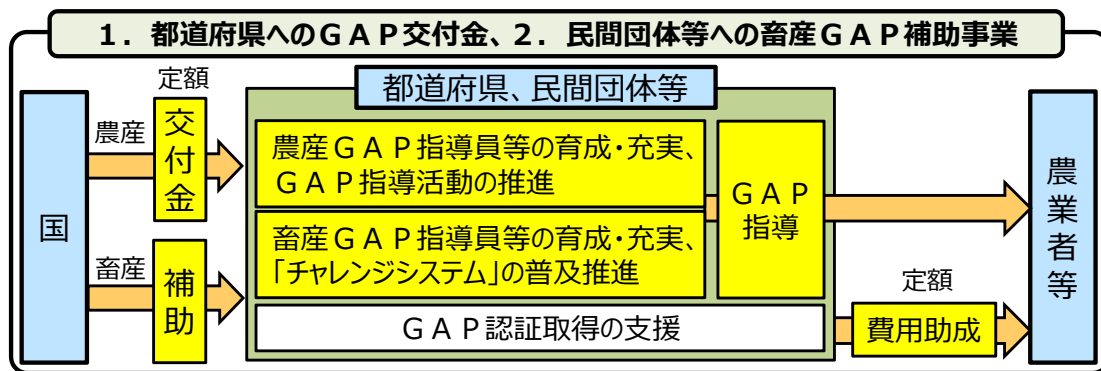 １．都道府県へのＧＡＰ交付金、２．民間団体等への畜産ＧＡＰ補助事業
都道府県、民間団体等
国
農産
定額
交付金
畜産
補助
農産ＧＡＰ指導員等の育成・充実、
ＧＡＰ指導活動の推進
畜産ＧＡＰ指導員等の育成・充実、
「チャレンジシステム」の普及推進
ＧＡＰ
指導
ＧＡＰ認証取得の支援
定額
費用助成
農業者等